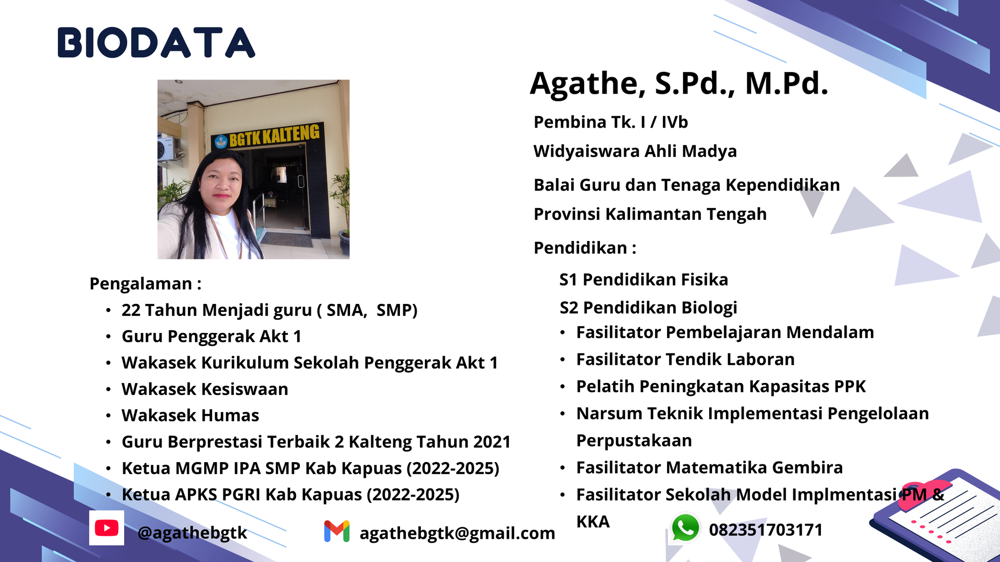 BIODATA
BGTK KALTENG
Agathe, S.Pd., M.Pd.
Pembina Tk. I / IVb
Widyaiswara Ahli Madya
Balai Guru dan Tenaga Kependidikan
Provinsi Kalimantan Tengah
Pendidikan :
S1 Pendidikan Fisika
S2 Pendidikan Biologi
• Fasilitator Pembelajaran Mendalam
• Fasilitator Tendik Laboran
• Pelatih Peningkatan Kapasitas PPK
• Narsum Teknik Implementasi Pengelolaan
Perpustakaan
• Fasilitator Matematika Gembira
• Fasilitator Sekolah Model Implmentasi PM &
KKA
Pengalaman :
• 22 Tahun Menjadi guru ( SMA,  SMP)
• Guru Penggerak Akt 1
• Wakasek Kurikulum Sekolah Penggerak Akt 1
• Wakasek Kesiswaan
• Wakasek Humas
• Guru Berprestasi Terbaik 2 Kalteng Tahun 2021
• Ketua MGMP IPA SMP Kab Kapuas (2022-2025)
• Ketua APKS PGRI Kab Kapuas (2022-2025)
@agathebgtk
agathebgtk@gmail.com
082351703171